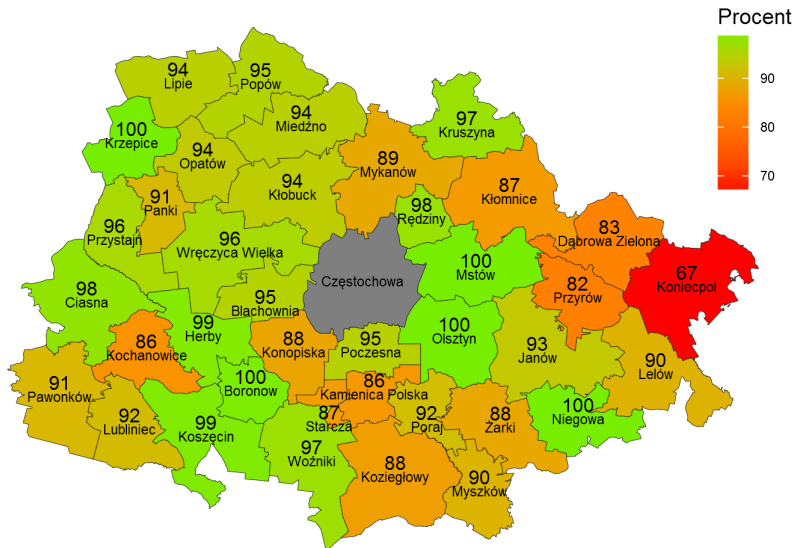 Procent
90
80
70
94
Lipie
95
Popów
94
Miedźno
97
Kruszyna
100
Krzepice
94
Opatów
89
Mykanów
87
Kłomnice
91
Panki
94
Kłobuck
98
Rędziny
83
Dąbrowa Zielona
96
Przystajń
96
Wręczyca Wielka
100
Mstów
67
Koniecpol
98
Ciasna
95
Blachownia
Częstochowa
82
Przyrów
99
Herby
86
Kochanowice
88
Konopiska
95
Poczesna
100
Olsztyn
93
Janów
90
Lelów
91
Pawonków
100
Boronow
86
Kamienica Polska
92
Lubliniec
99
Koszęcin
87
Starcza
92
Poraj
88
Żarki
100
Niegowa
97
Woźniki
88
Koziegłowy
90
Myszków